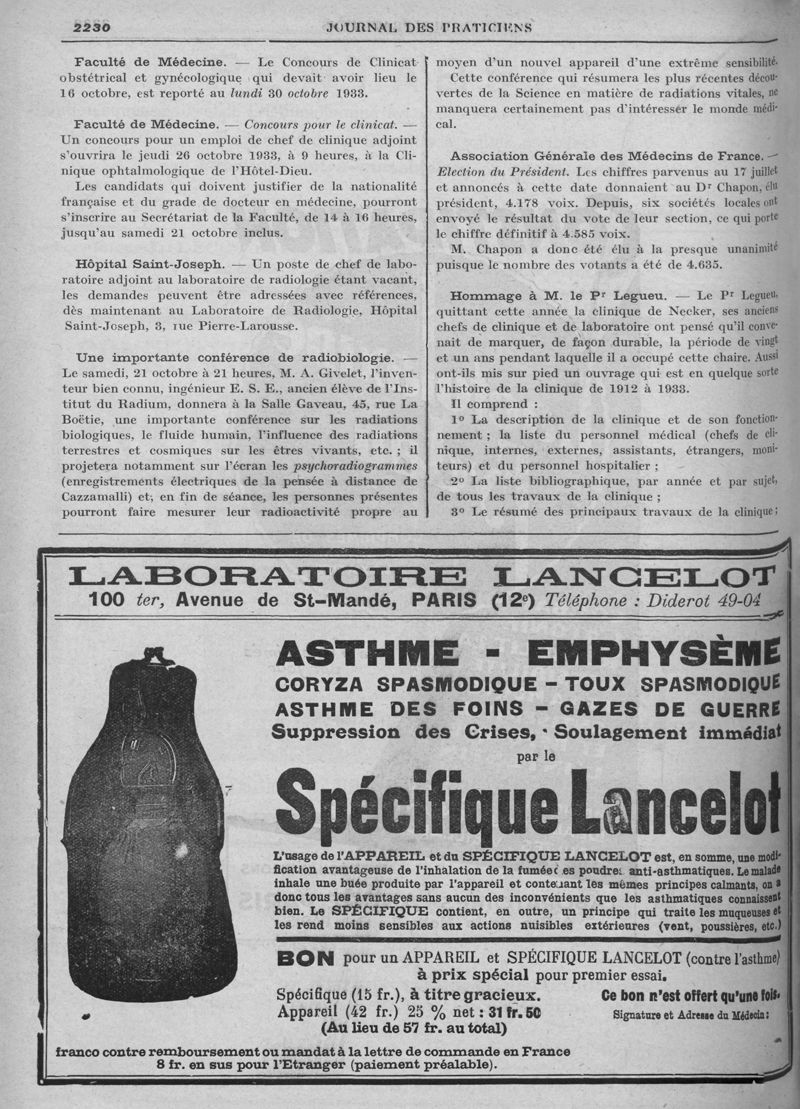 2230
JOURNAL DES PRATICIENS
Faculté de Médecine. — Le Concours de Clinicat
obstétrical et gynécologique qui devait avoir lieu le
16 octobre, est reporté au lundi 30 octobre 1933.
Faculté de Médecine. — Concours pour le clinicat. —
Un concours pour un emploi de chef de clinique adjoint
s'ouvrira le jeudi 26 octobre 1933, à 9 heures, à la Cli-
nique ophtalmologique de l'Hôtel-Dieu.
Les candidats qui doivent justifier de la nationalité
française et du grade de docteur en médecine, pourront
s'inscrire au Secrétariat de la Faculté, de 14 à 16 heures,
jusqu'au samedi 21 octobre inclus.
Hôpital Saint-Joseph. — Un poste de chef de labo-
ratoire adjoint au laboratoire de radiologie étant vacant,
les demandes peuvent être adressées avec références,
dès maintenant au Laboratoire de Radiologie, Hôpital
Saint-Joseph, 3, rue Pierre-Larousse.
Une importante conférence de radiobiologie. —
Le samedi, 21 octobre à 21 heures, M. A. Givelet, l'inven-
teur bien connu, ingénieur E. S. E., ancien élève de l'Ins-
titut du Radium, donnera à la Salle Gaveau, 45, rue La
Boëtie, une importante conférence sur les radiations
biologiques, le fluide humain, l'influence des radiations
terrestres et cosmiques sur les êtres vivants, etc. ; il
projetera notamment sur l'écran les psychoradiogrammes
(enregistrements électriques de la pensée à distance de
Cazzamalli) et, en fin de séance, les personnes présentes
pourront faire mesurer leur radioactivité propre au
moyen d'un nouvel appareil d'une extrême sensibilité.
Cette conférence qui résumera les plus récentes décou-
vertes de la Science en matière de radiations vitales, ne
manquera certainement pas d'intéresser le monde médi-
cal.
Association Générale des Médecins de France. —
Election du Président. Les chiffres parvenus au 17 juillet
et annoncés à cette date donnaient au Dr Chapon, élu
président, 4.178 voix. Depuis, six sociétés locales ont
envoyé le résultat du vote de leur section, ce qui porte
le chiffre définitif à 4.585 voix.
M. Chapon a donc été élu à la presque unanimité
puisque le nombre des votants a été de 4.635.
Hommage à M. le Pr Legueu. — Le Pr Legueu,
quittant cette année la clinique de Necker, ses anciens
chefs de clinique et de laboratoire ont pensé qu'il conve-
nait de marquer, de façon durable, la période de vingt
et un ans pendant laquelle il a occupé cette chaire. Aussi
ont-ils mis sur pied un ouvrage qui est en quelque sorte
l'histoire de la clinique de 1912 à 1933.
Il comprend :
1º La description de la clinique et de son fonction-
nement ; la liste du personnel médical (chefs de cli-
nique, internes, externes, assistants, étrangers, moni-
teurs) et du personnel hospitalier ;
2º La liste bibliographique, par année et par sujet,
de tous les travaux de la clinique ;
3º Le résumé des principaux travaux de la clinique ;
LABORATOIRE LANCELOT
100 ter, Avenue de St-Mandé, PARIS (12e) Téléphone : Diderot 49-04
ASTHME - EMPHYSÈME
CORYZA SPASMODIQUE - TOUX SPASMODIQUE
ASTHME DES FOINS - GAZES DE GUERRE
Suppression des Crises, - Soulagement immédiat
par le
Spécifique Lancelot
L'usage de l'APPAREIL et du SPÉCIFIQUE LANCELOT est, en somme, une modi-
fication avantageuse de l'inhalation de la fumée des poudres anti-asthmatiques. Le malade
inhale une buée produite par l'appareil et contenant les mêmes principes calmants, on a
donc tous les avantages sans aucun des inconvénients que les asthmatiques connaissent
bien. Le SPÉCIFIQUE contient, en outre, un principe qui traite les muqueuses et
les rend moins sensibles aux actions nuisibles extérieures (vent, poussières, etc.)
BON pour un APPAREIL et SPÉCIFIQUE LANCELOT (contre l'asthme)
à prix spécial pour premier essai.
Spécifique (15 fr.), à titre gracieux.
Appareil (42 fr.) 25 % net : 31 fr. 50
(Au lieu de 57 fr. au total)
Ce bon n'est offert qu'une fois.
Signature et Adresse du Médecin :
franco contre remboursement ou mandat à la lettre de commande en France
8 fr. en sus pour l'Etranger (paiement préalable).